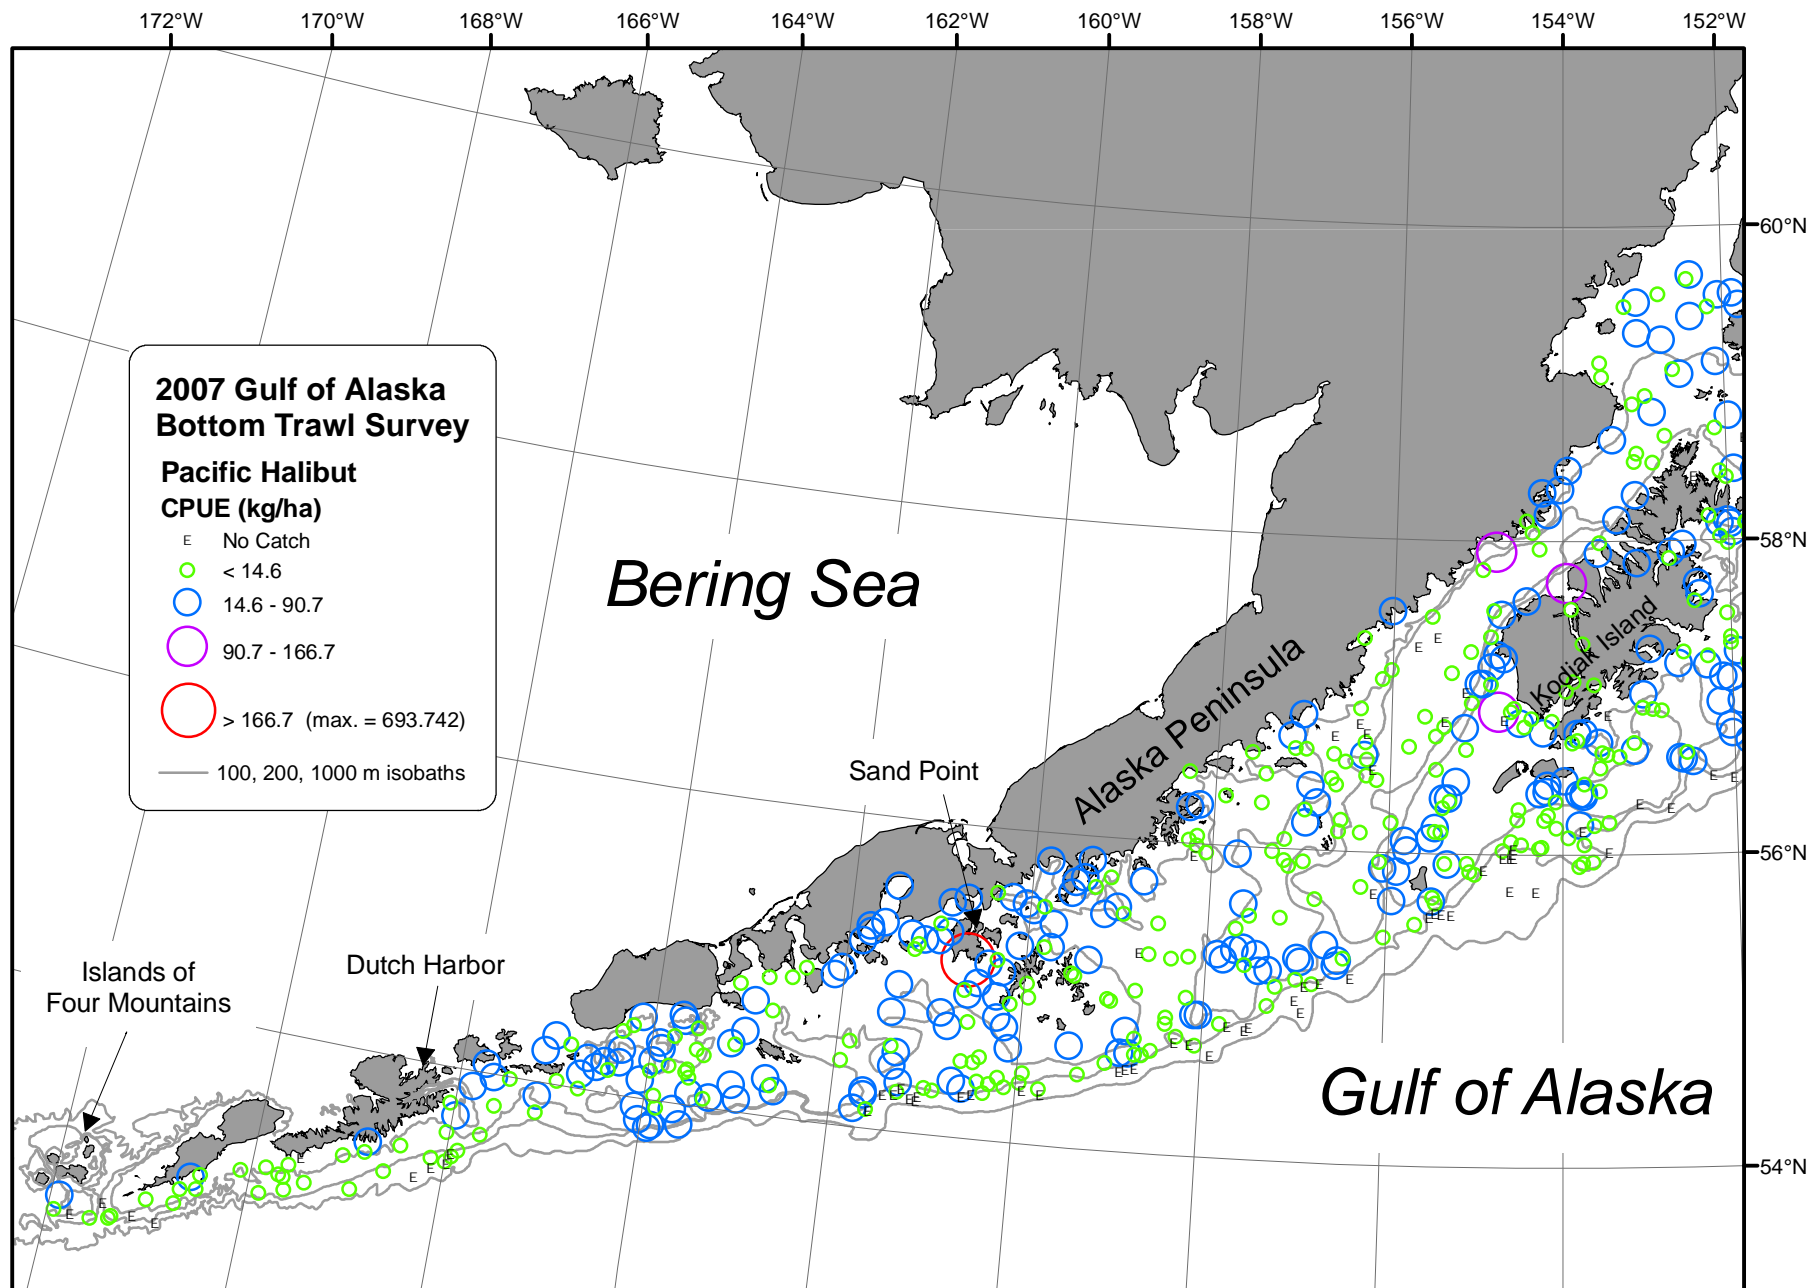 172°W 170°W 168°W 166°W 164°W 162°W 160°W 158°W 156°W 154°W 152°W
60°N
2007 Gulf of Alaska
Bottom Trawl Survey
Pacific Halibut
CPUE (kg/ha)
E No Catch
< 14.6
14.6 - 90.7
90.7 - 166.7
> 166.7 (max. = 693.742)
100, 200, 1000 m isobaths
Bering Sea
58°N
Kodiak Island
Alaska Peninsula
Sand Point
56°N
Islands of
Four Mountains
Dutch Harbor
Gulf of Alaska
54°N